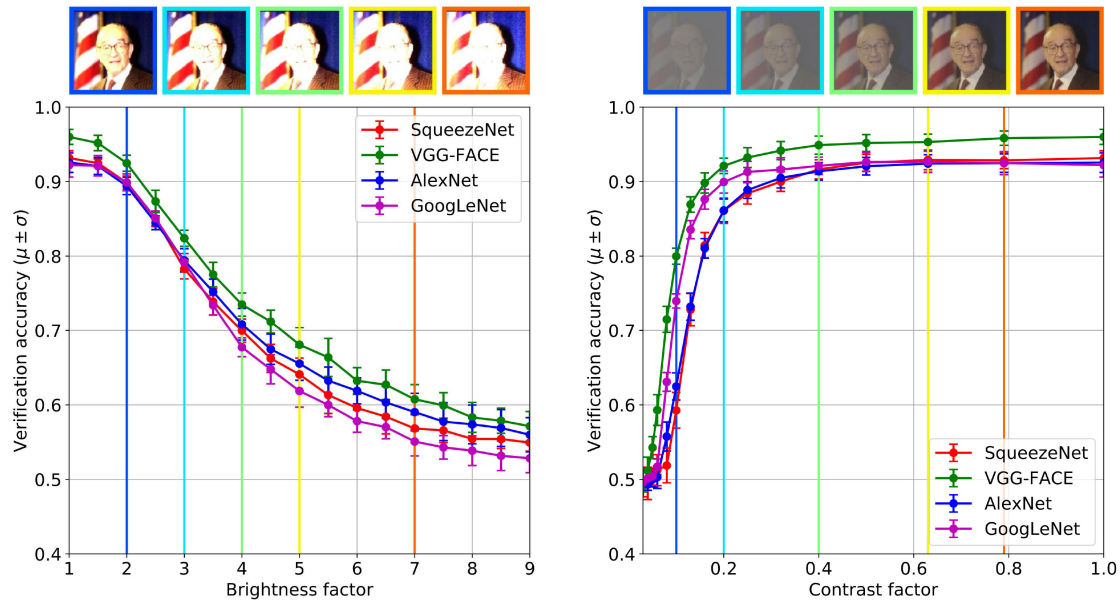 1.0
0.9
0.8
0.7
0.6
0.5
0.4
Verification accuracy (μ ± σ)
SqueezeNet
VGG-FACE
AlexNet
GoogLeNet
1 2 3 4 5 6 7 8 9
Brightness factor
1.0
0.9
0.8
0.7
0.6
0.5
0.4
Verification accuracy (μ ± σ)
SqueezeNet
VGG-FACE
AlexNet
GoogLeNet
0.2 0.4 0.6 0.8 1.0
Contrast factor